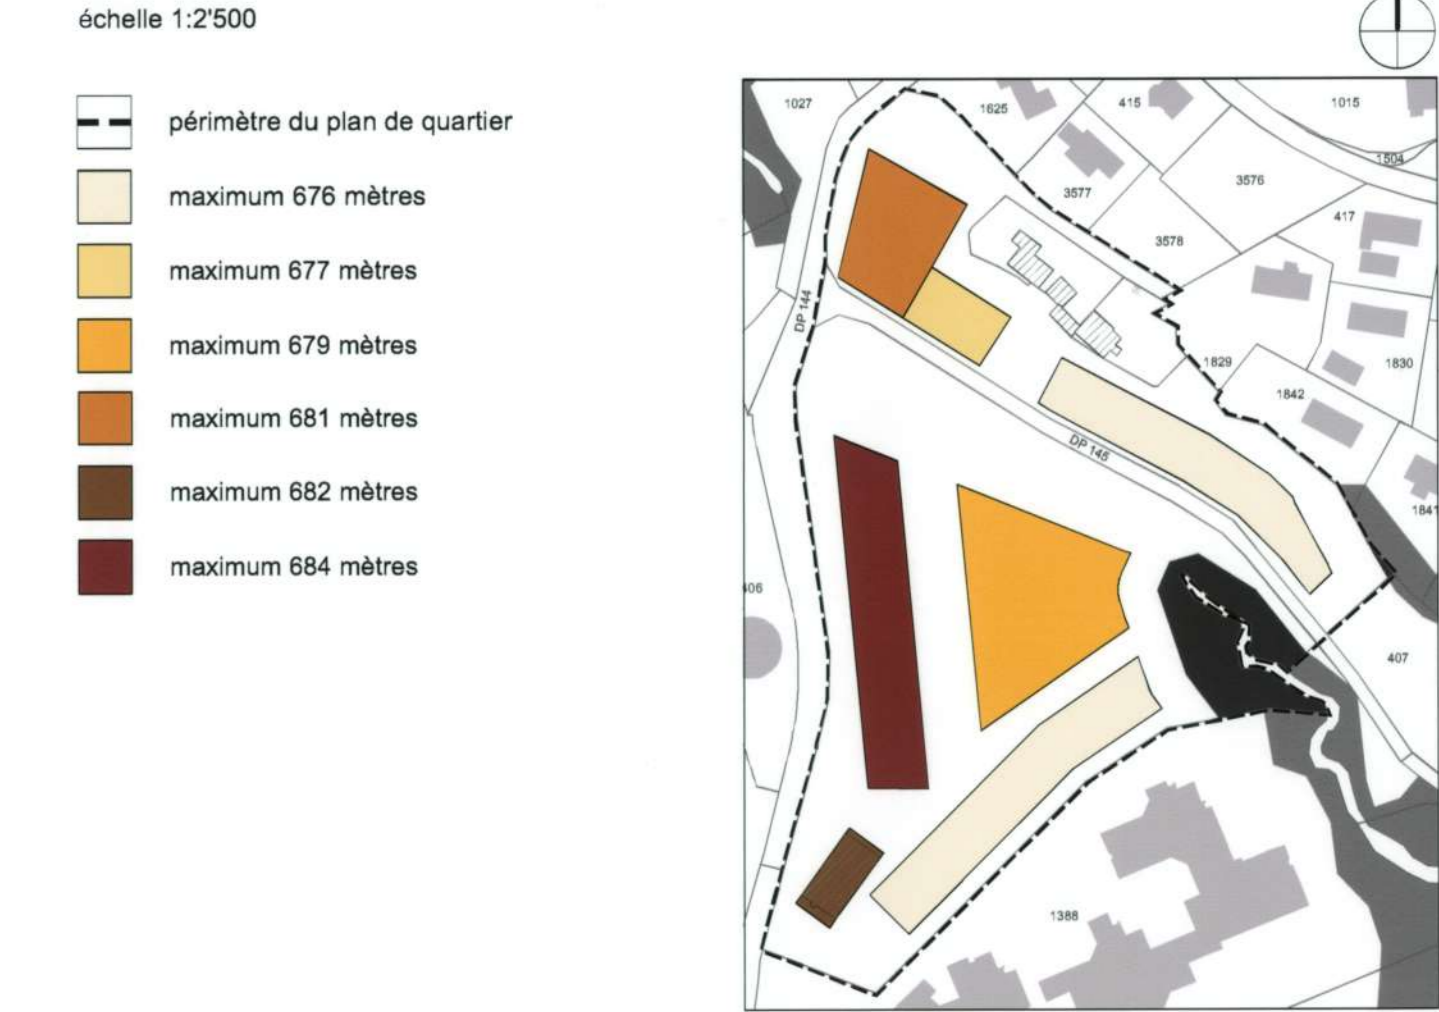 échelle 1:2'500
périmètre du plan de quartier
maximum 676 mètres
maximum 677 mètres
maximum 679 mètres
maximum 681 mètres
maximum 682 mètres
maximum 684 mètres
1027
1625
415
1015
1504
3577
3576
417
3578
DP 144
1829
1830
1842
DP 145
1841
406
407
1388